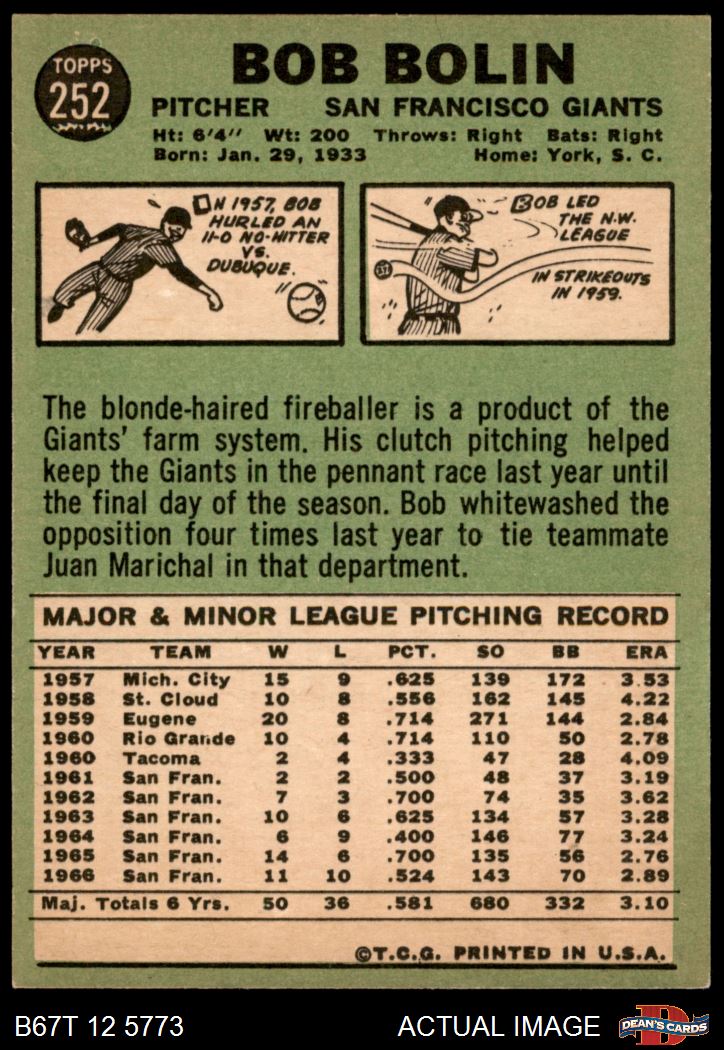 TOPPS
252
BOB BOLIN
PITCHER SAN FRANCISCO GIANTS
Ht: 6'4" Wt: 200 Throws: Right Bats: Right
Born: Jan. 29, 1933 Home: York, S. C.
ON 1957, BOB
HURLED AN
11-0 NO-HITTER
VS.
DUBUQUE.
BOB LED
THE N.W.
LEAGUE
IN STRIKEOUTS
IN 1959.
The blonde-haired fireballer is a product of the
Giants' farm system. His clutch pitching helped
keep the Giants in the pennant race last year until
the final day of the season. Bob whitewashed the
opposition four times last year to tie teammate
Juan Marichal in that department.
MAJOR & MINOR LEAGUE PITCHING RECORD
YEAR TEAM W L PCT. SO BB ERA
1957 Mich. City 15 9 .625 139 172 3.53
1958 St. Cloud 10 8 .556 162 145 4.22
1959 Eugene 20 8 .714 271 144 2.84
1960 Rio Grande 10 4 .714 110 50 2.78
1960 Tacoma 2 4 .333 47 28 4.09
1961 San Fran. 2 2 .500 48 37 3.19
1962 San Fran. 7 3 .700 74 35 3.62
1963 San Fran. 10 6 .625 134 57 3.28
1964 San Fran. 6 9 .400 146 77 3.24
1965 San Fran. 14 6 .700 135 56 2.76
1966 San Fran. 11 10 .524 143 70 2.89
Maj. Totals 6 Yrs. 50 36 .581 680 332 3.10
©T.C.G. PRINTED IN U.S.A.
B67T 12 5773 ACTUAL IMAGE
D
DEAN'S CARDS